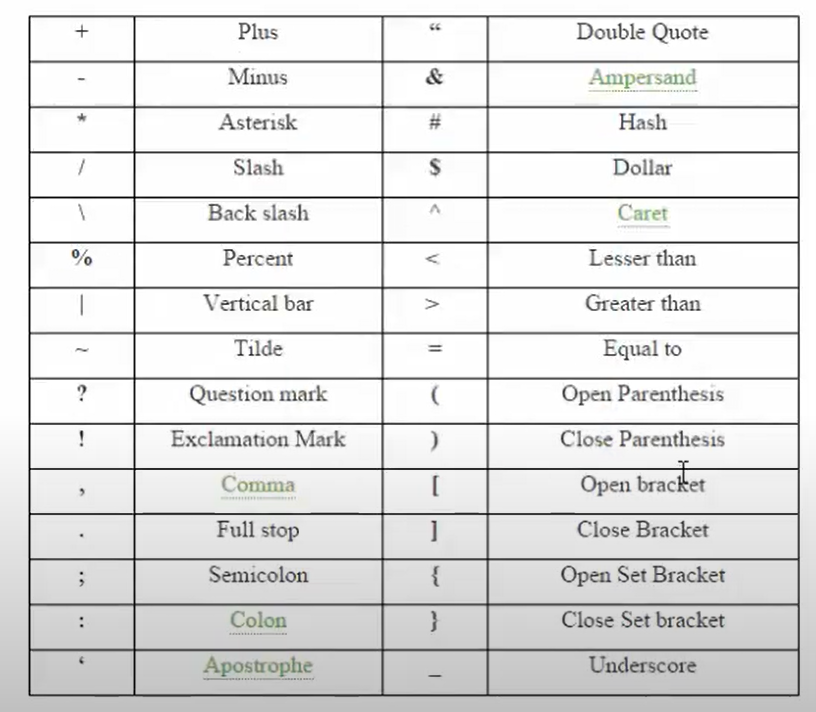 + Plus “ Double Quote
- Minus & Ampersand
* Asterisk # Hash
/ Slash $ Dollar
\ Back slash ^ Caret
% Percent < Lesser than
| Vertical bar > Greater than
~ Tilde = Equal to
? Question mark ( Open Parenthesis
! Exclamation Mark ) Close Parenthesis
, Comma [ Open bracket
. Full stop ] Close Bracket
; Semicolon { Open Set Bracket
: Colon } Close Set bracket
‘ Apostrophe _ Underscore